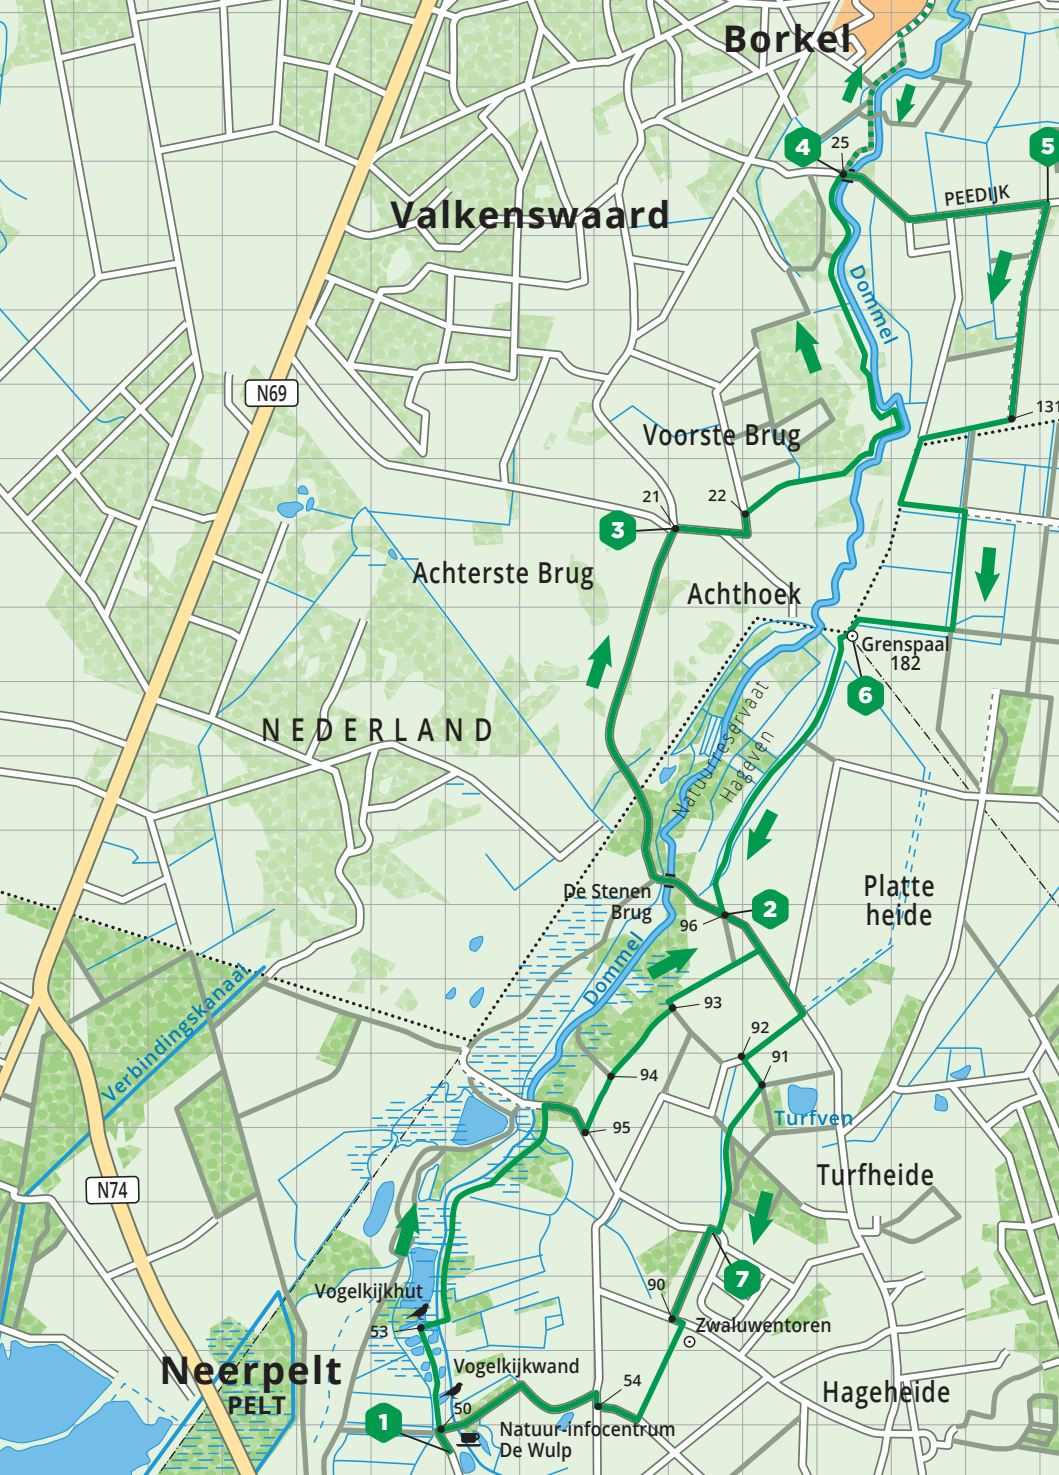 Borkel
4
25
5
PEEDIJK
Valkenswaard
Dommel
N69
131
Voorste Brug
21
22
3
Achterste Brug
Achthoek
Grenspaal
182
6
NEDERLAND
Natuurreservaat
Hageven
De Stenen
Brug
2
96
Platte
heide
Dommel
Verbindingskanaal
93
92
91
94
Turfven
95
Turfheide
N74
7
Vogelkijkhut
90
53
Zwaluwentoren
Neerpelt
PELT
Vogelkijkwand
54
Hageheide
1
50
Natuur-infocentrum
De Wulp